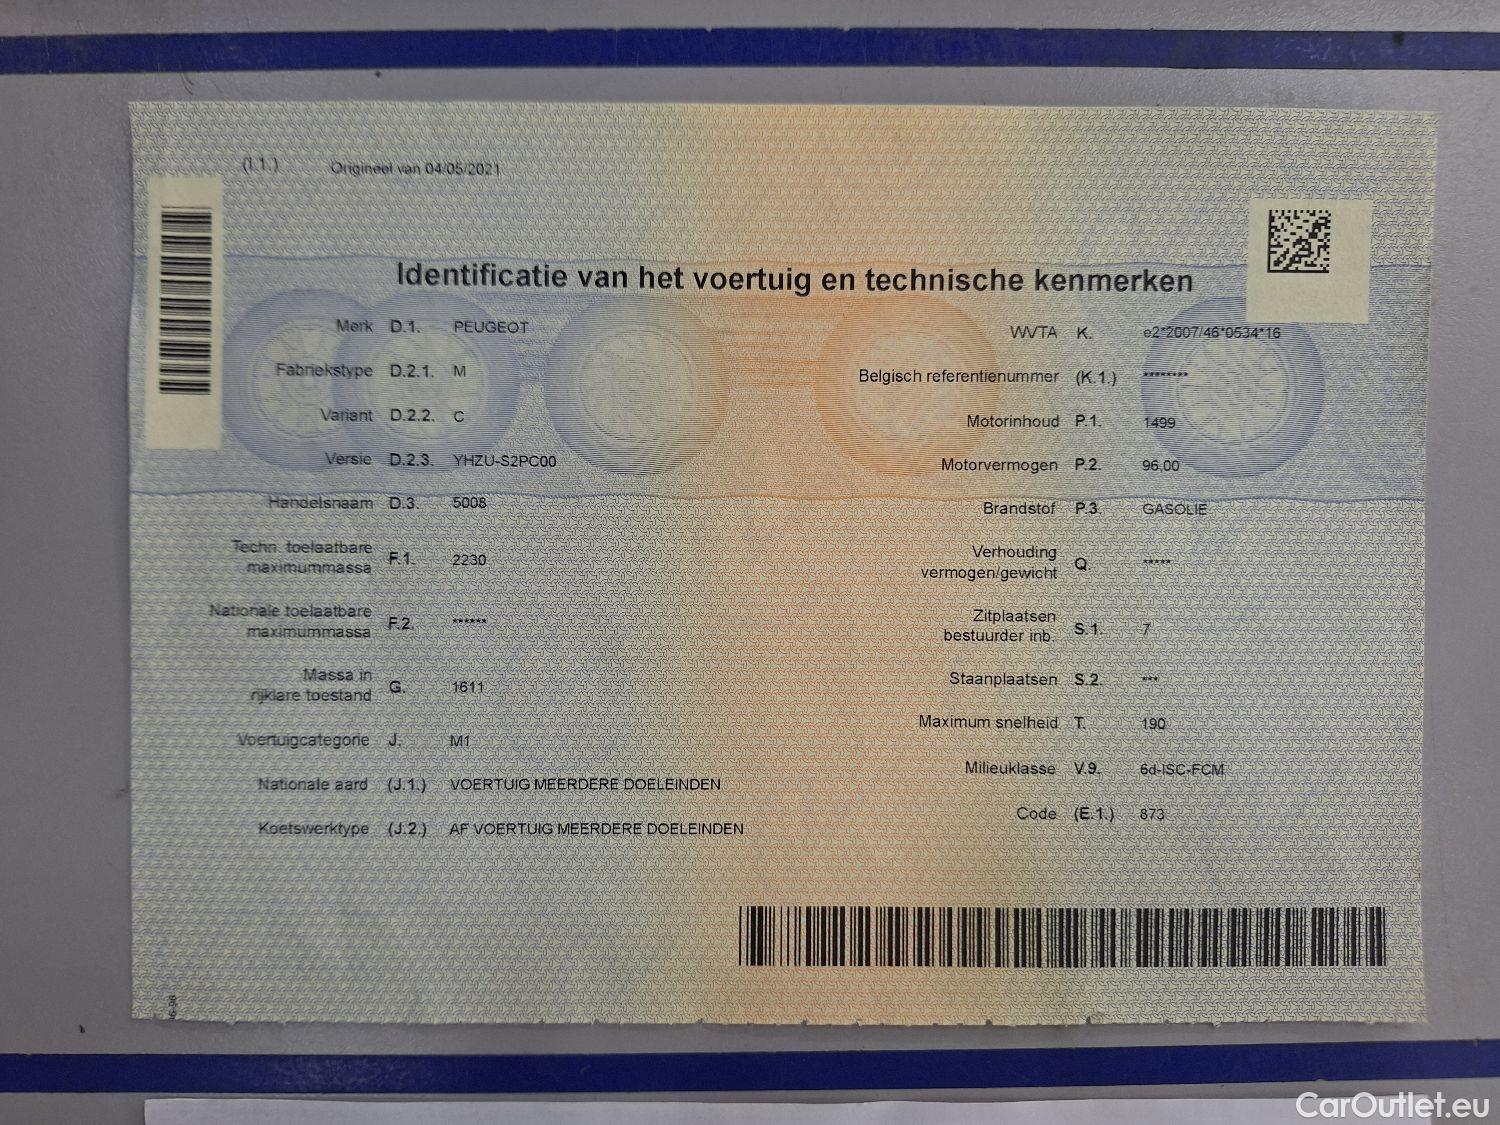 (I.1.) Origineel van 04/05/2021
Identificatie van het voertuig en technische kenmerken
Merk D.1. PEUGEOT
Fabriekstype D.2.1. M
Variant D.2.2. C
Versie D.2.3. YHZU-S2PC00
Handelsnaam D.3. 5008
Techn. toelaatbare
maximummassa F.1. 2230
Nationale toelaatbare
maximummassa F.2. ******
Massa in
rijklare toestand G. 1611
Voertuigcategorie J. M1
Nationale aard (J.1.) VOERTUIG MEERDERE DOELEINDEN
Koetswerktype (J.2.) AF VOERTUIG MEERDERE DOELEINDEN
WVTA K. e2*2007/46*0534*16
Belgisch referentienummer (K.1.) ********
Motorinhoud P.1. 1499
Motorvermogen P.2. 96,00
Brandstof P.3. GASOLIE
Verhouding
vermogen/gewicht Q. *****
Zitplaatsen
bestuurder inb. S.1. 7
Staanplaatsen S.2. ***
Maximum snelheid T. 190
Milieuklasse V.9. 6d-ISC-FCM
Code (E.1.) 873
CarOutlet.eu